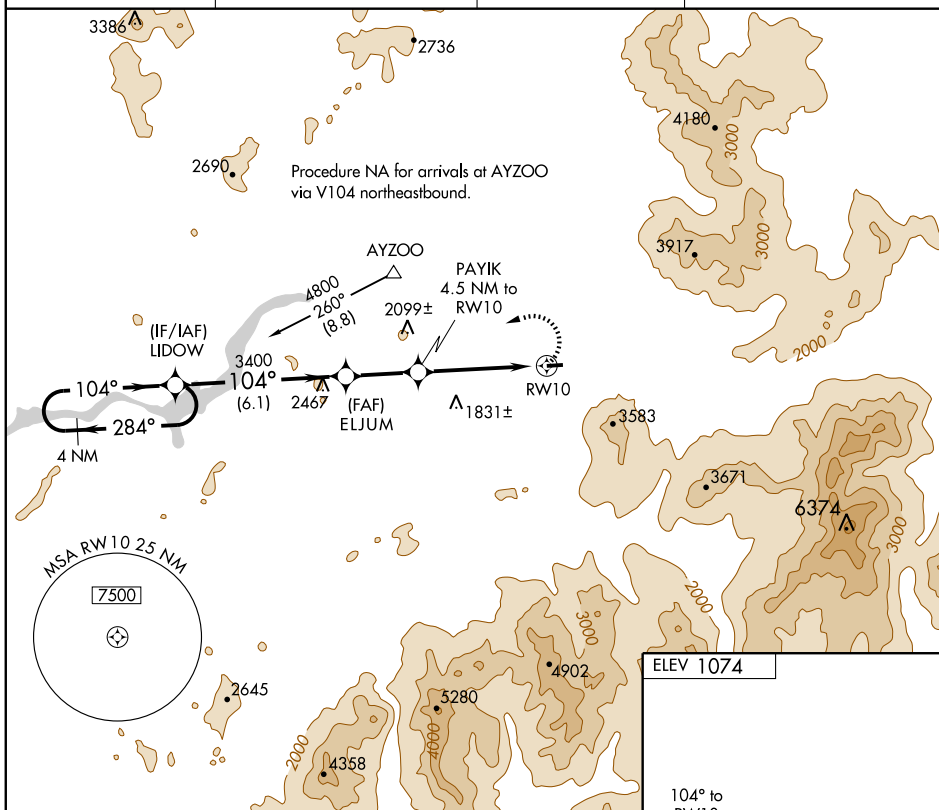 3386
2736
4180
3000
2690
Procedure NA for arrivals at AYZOO
via V104 northeastbound.
3917
3000
AYZOO
4800
260°
(8.8)
PAYIK
4.5 NM to
RW10
2099±
2000
(IF/IAF)
LIDOW
3400
104°
104°
(6.1)
2467
(FAF)
ELJUM
RW10
1831±
284°
4 NM
3583
3671
6374
3000
MSA RW10 25 NM
7500
2000
3000
4902
ELEV 1074
2645
5280
4000
2000
4358
104° to